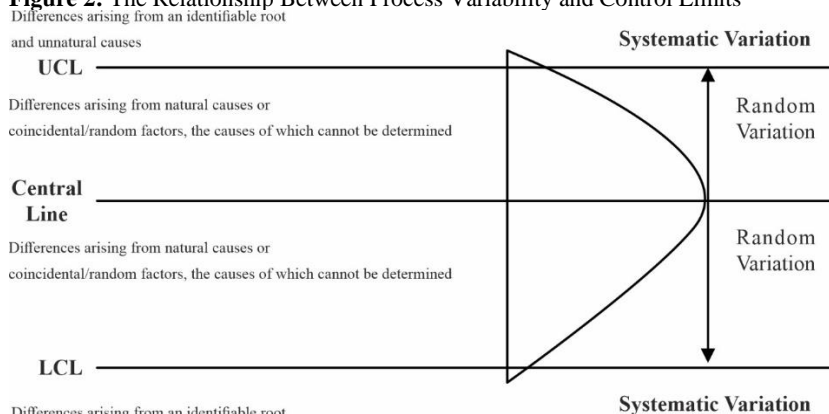 Figure 2. The Relationship Between Process Variability and Control Limits
Differences arising from an identifiable root
and unnatural causes
Systematic Variation
UCL
Differences arising from natural causes or
coincidental/random factors, the causes of which cannot be determined
Random
Variation
Central
Line
Differences arising from natural causes or
coincidental/random factors, the causes of which cannot be determined
Random
Variation
LCL
Systematic Variation
Differences arising from an identifiable root